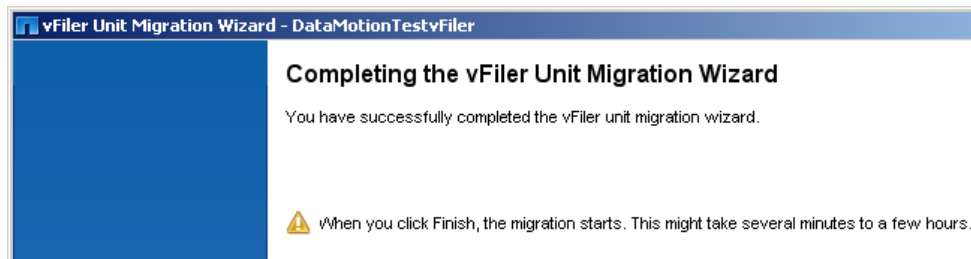 vFiler Unit Migration Wizard - DataMotionTestvFiler
Completing the vFiler Unit Migration Wizard
You have successfully completed the vFiler unit migration wizard.
When you click Finish, the migration starts. This might take several minutes to a few hours.